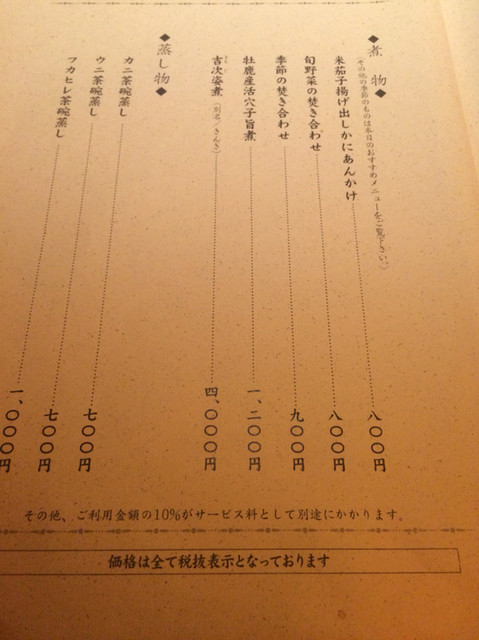 ◆煮物◆
(その他の季節のものは本日のおすすめメニューをご覧下さい。)
米茄子揚げ出しかにあんかけ 八〇〇円
旬野菜の焚き合わせ 八〇〇円
季節の焚き合わせ 九〇〇円
牡鹿産活穴子旨煮 一、二〇〇円
吉次姿煮(別名/きんき) 四、〇〇〇円
◆蒸し物◆
カニ茶碗蒸し 七〇〇円
ウニ茶碗蒸し 七〇〇円
フカヒレ茶碗蒸し 一、〇〇〇円
その他、ご利用金額の10%がサービス料として別途にかかります。
価格は全て税抜表示となっております